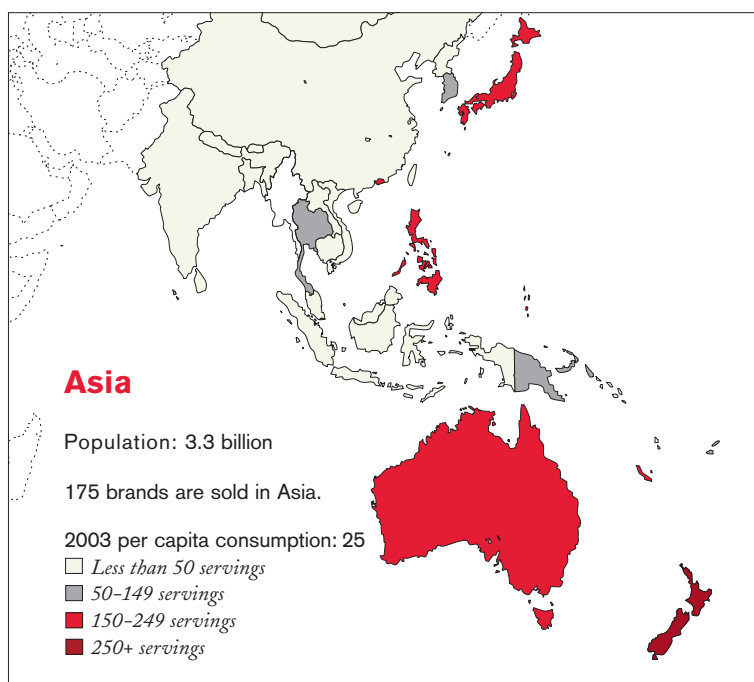 Asia
Population: 3.3 billion
175 brands are sold in Asia.
2003 per capita consumption: 25
Less than 50 servings
50–149 servings
150–249 servings
250+ servings